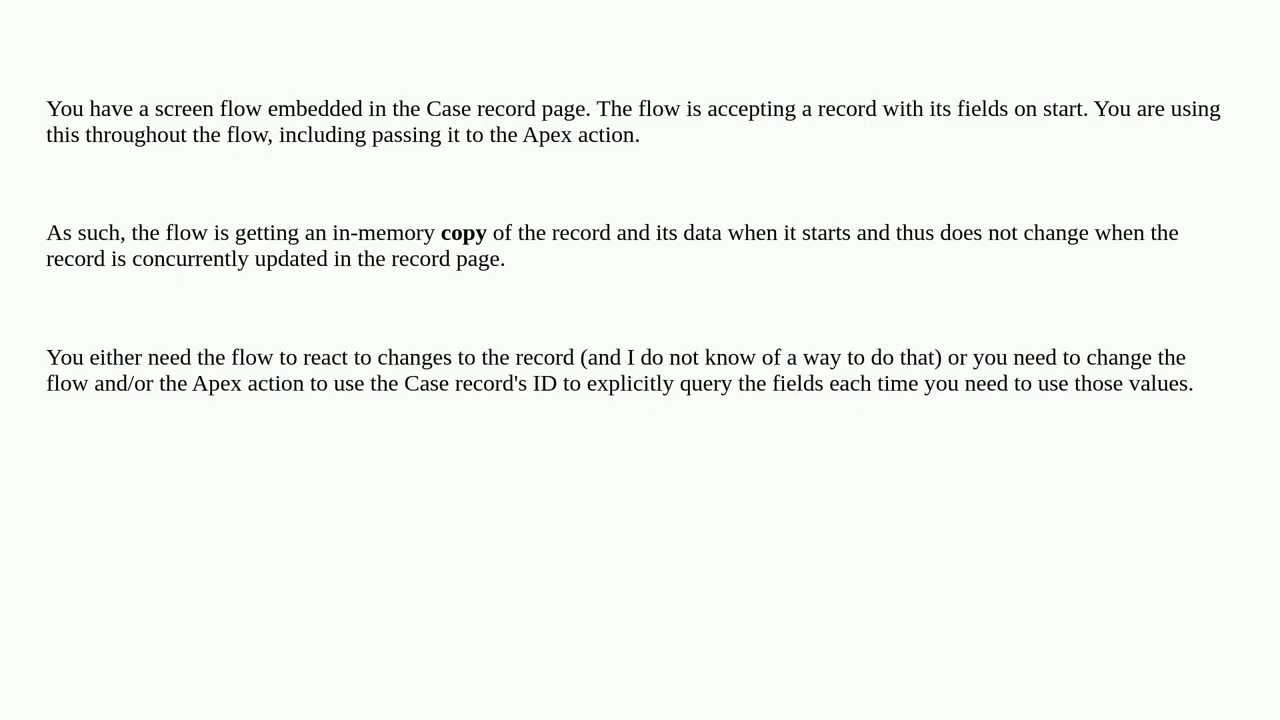 You have a screen flow embedded in the Case record page. The flow is accepting a record with its fields on start. You are using
this throughout the flow, including passing it to the Apex action.
As such, the flow is getting an in-memory copy of the record and its data when it starts and thus does not change when the
record is concurrently updated in the record page.
You either need the flow to react to changes to the record (and I do not know of a way to do that) or you need to change the
flow and/or the Apex action to use the Case record's ID to explicitly query the fields each time you need to use those values.